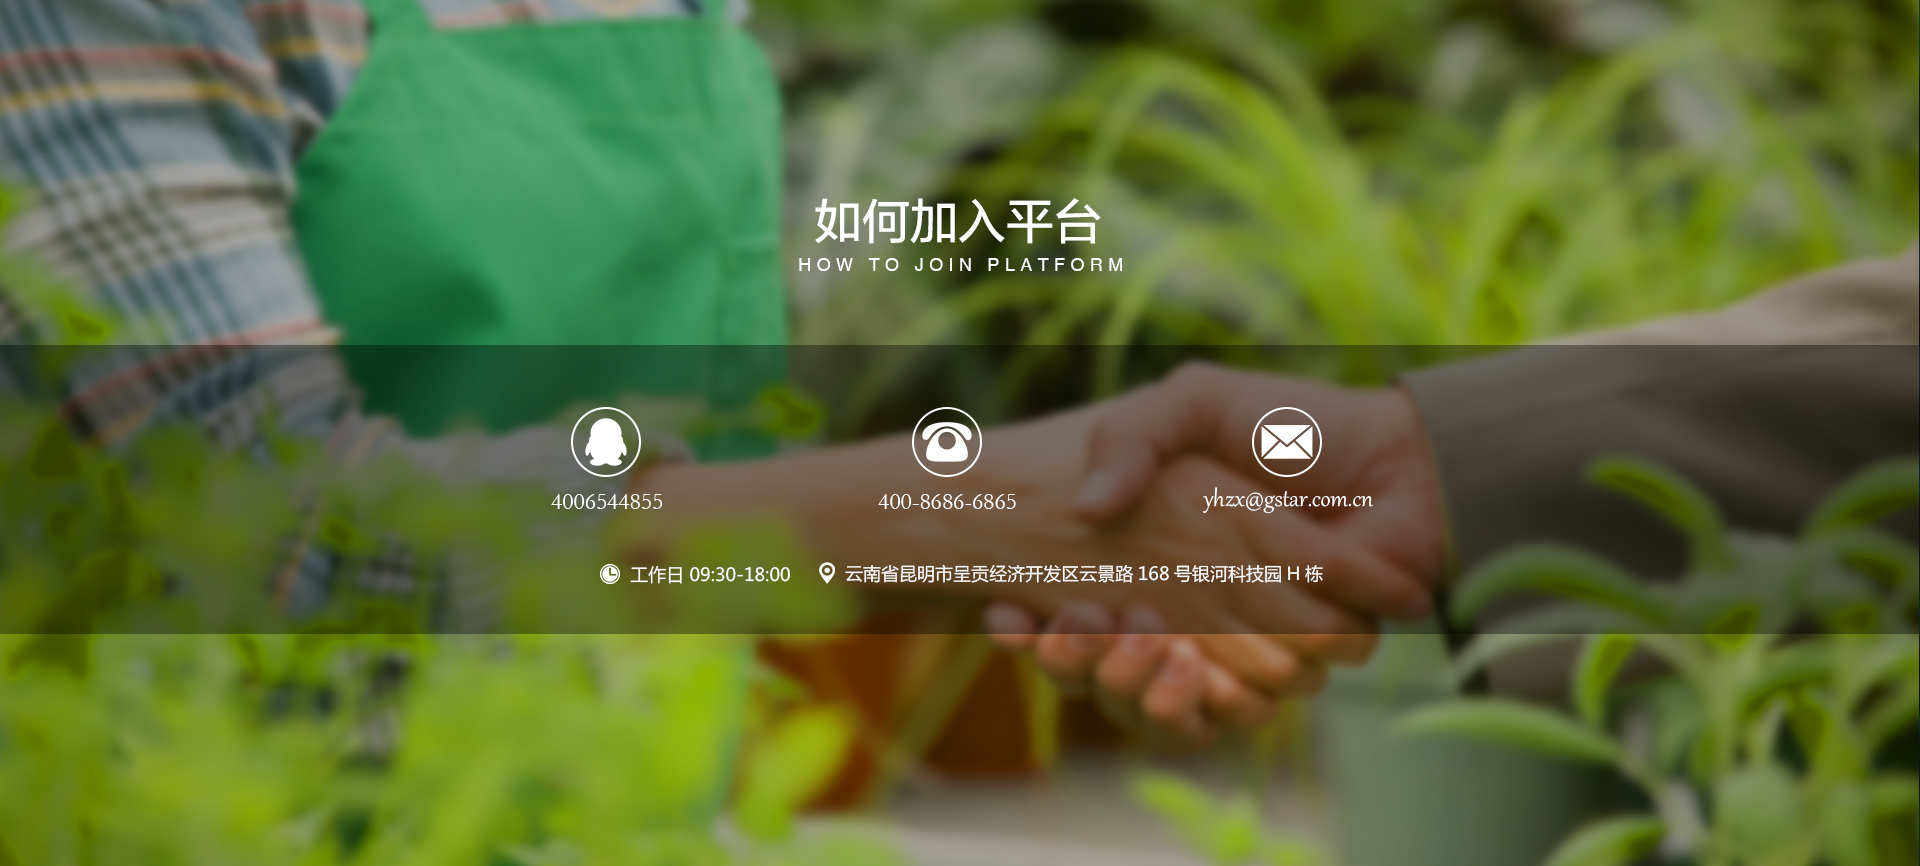 如何加入平台
HOW TO JOIN PLATFORM
4006544855
400-8686-6865
yhzx@gstar.com.cn
工作日 09:30-18:00
云南省昆明市呈贡经济开发区云景路 168 号银河科技园 H 栋